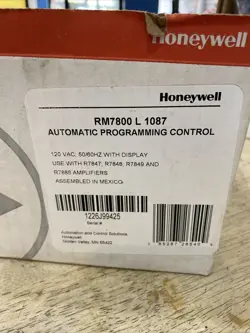 Honeywell
Honeywell
RM7800 L 1087
AUTOMATIC PROGRAMMING CONTROL
120 VAC; 50/60HZ WITH DISPLAY
USE WITH R7847; R7848; R7849 AND
R7886 AMPLIFIERS
ASSEMBLED IN MEXICO
1226J99425
Serial #
Automation and Control Solutions
Honeywell
Golden Valley, MN 55422